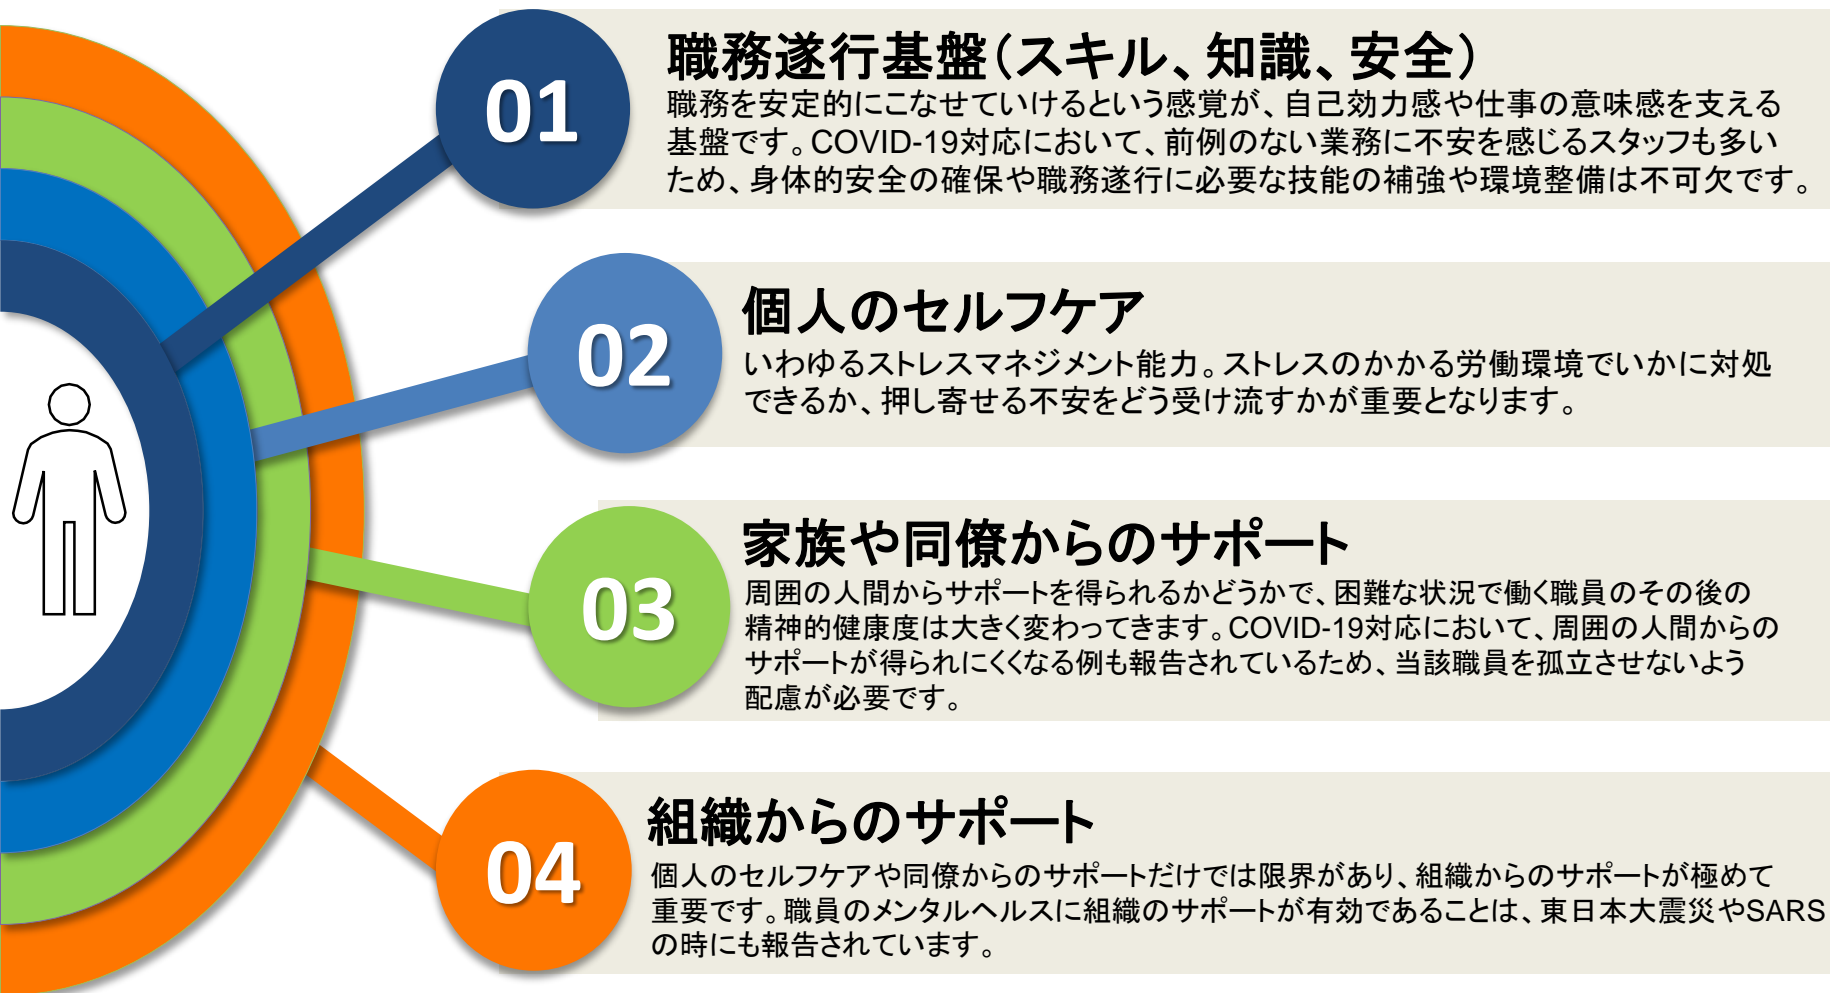 01
職務遂行基盤（スキル、知識、安全）
職務を安定的にこなせていけるという感覚が、自己効力感や仕事の意味感を支える
基盤です。COVID-19対応において、前例のない業務に不安を感じるスタッフも多い
ため、身体的安全の確保や職務遂行に必要な技能の補強や環境整備は不可欠です。
02
個人のセルフケア
いわゆるストレスマネジメント能力。ストレスのかかる労働環境でいかに対処
できるか、押し寄せる不安をどう受け流すかが重要となります。
03
家族や同僚からのサポート
周囲の人間からサポートを得られるかどうかで、困難な状況で働く職員のその後の
精神的健康度は大きく変わってきます。COVID-19対応において、周囲の人間からの
サポートが得られにくくなる例も報告されているため、当該職員を孤立させないよう
配慮が必要です。
04
組織からのサポート
個人のセルフケアや同僚からのサポートだけでは限界があり、組織からのサポートが極めて
重要です。職員のメンタルヘルスに組織のサポートが有効であることは、東日本大震災やSARS
の時にも報告されています。